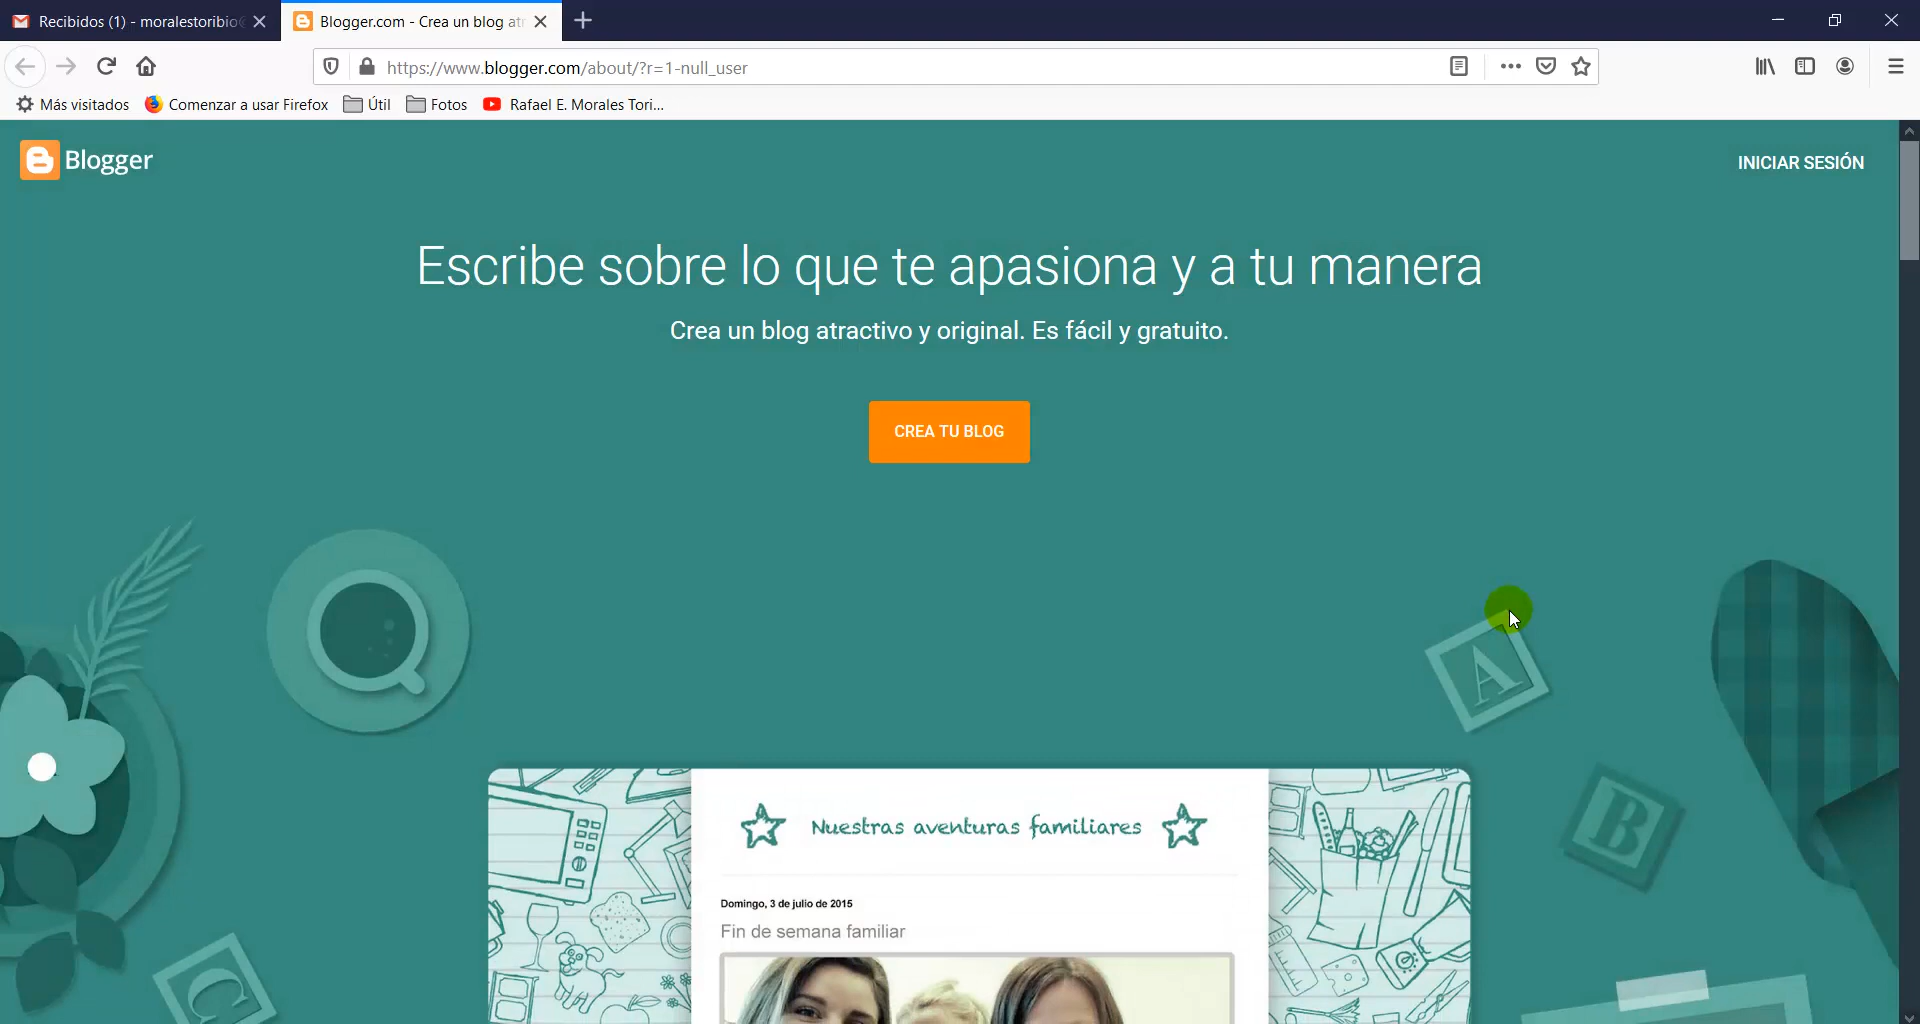 Recibidos (1) - moralestoribio@
Blogger.com - Crea un blog atr
https://www.blogger.com/about/?r=1-null_user
Más visitados
Comenzar a usar Firefox
Útil
Fotos
Rafael E. Morales Tori...
Blogger
INICIAR SESIÓN
Escribe sobre lo que te apasiona y a tu manera
Crea un blog atractivo y original. Es fácil y gratuito.
CREA TU BLOG
A
B
Nuestras aventuras familiares
Domingo, 3 de julio de 2015
Fin de semana familiar
C